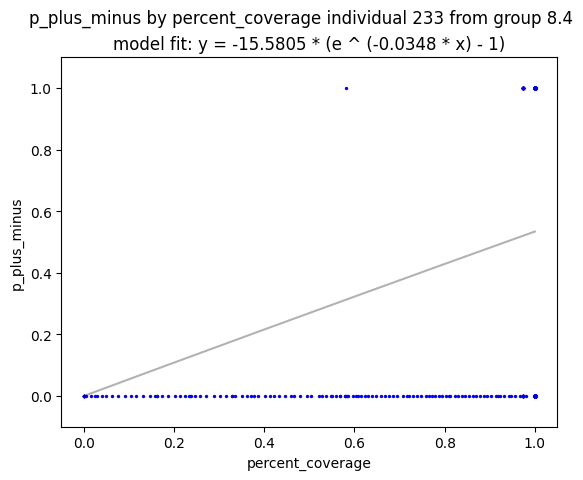 p_plus_minus by percent_coverage individual 233 from group 8.4
model fit: y = -15.5805 * (e ^ (-0.0348 * x) - 1)
1.0
0.8
0.6
0.4
0.2
0.0
p_plus_minus
0.0 0.2 0.4 0.6 0.8 1.0
percent_coverage